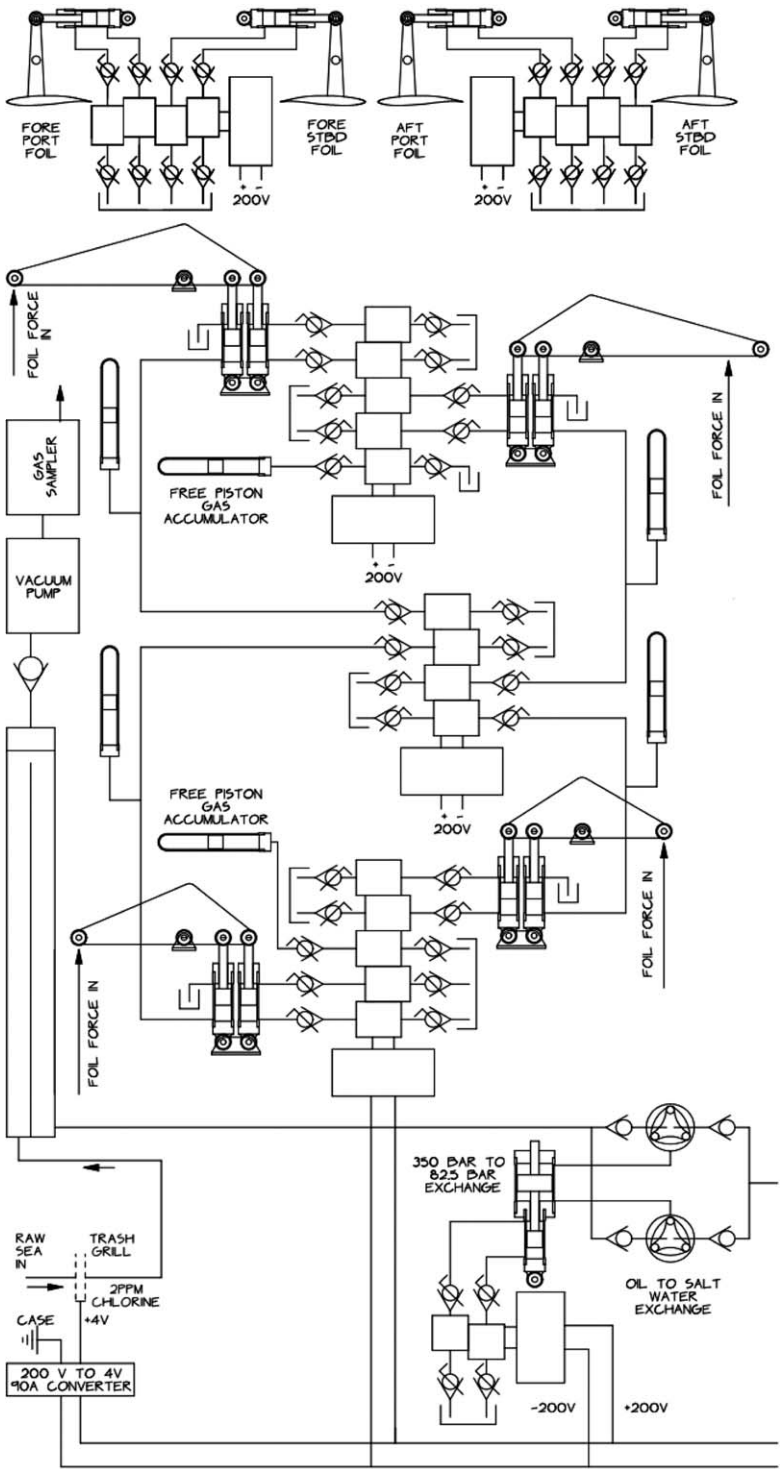 FORE
PORT
FOIL
+ -
200V
FORE
STBD
FOIL
AFT
PORT
FOIL
+ -
200V
AFT
STBD
FOIL
FOIL FORCE
IN
GAS
SAMPLER
FREE PISTON
GAS
ACCUMULATOR
+ -
200V
FOIL FORCE IN
VACUUM
PUMP
+ -
200V
FREE PISTON
GAS
ACCUMULATOR
FOIL FORCE IN
FOIL FORCE IN
350 BAR TO
82.5 BAR
EXCHANGE
RAW
SEA
IN
TRASH
GRILL
2PPM
CHLORINE
+4V
CASE
200 V TO 4V
90A CONVERTER
OIL TO SALT
WATER
EXCHANGE
-200V
+200V